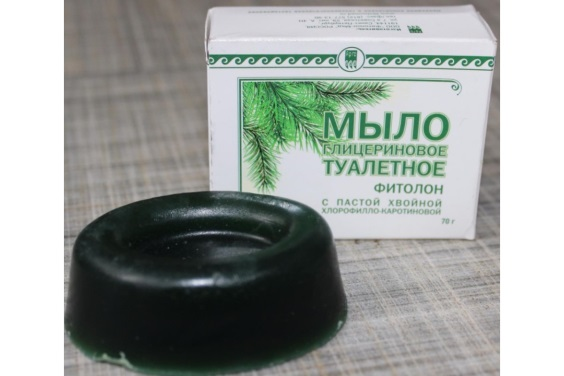 МЫЛО
ГЛИЦЕРИНОВОЕ
ТУАЛЕТНОЕ
ФИТОЛОН
С ПАСТОЙ ХВОЙНОЙ
ХЛОРОФИЛЛО-КАРОТИНОВОЙ
70 г